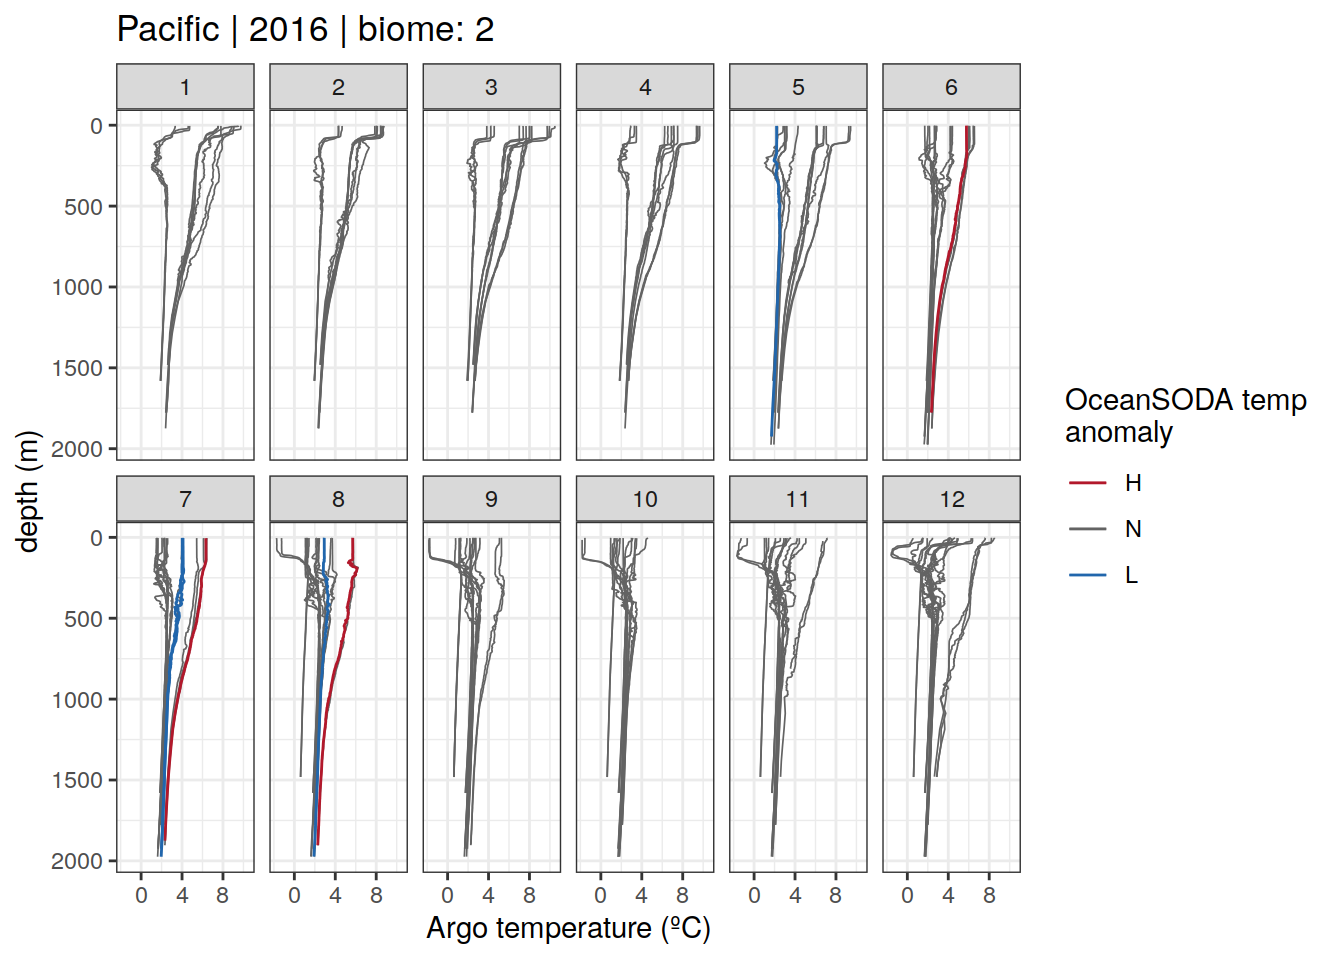 Pacific | 2016 | biome: 2
1 2 3 4 5 6
0
500
1000
1500
2000
7 8 9 10 11 12
0
500
1000
1500
2000
0 4 8 0 4 8 0 4 8 0 4 8 0 4 8 0 4 8
Argo temperature (ºC)
depth (m)
OceanSODA temp
anomaly
H
N
L